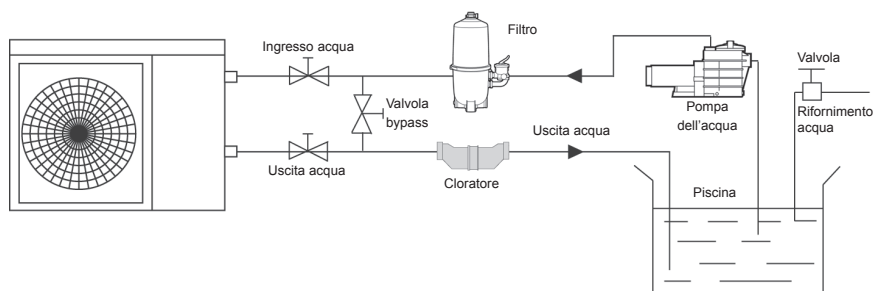 Filtro
Ingresso acqua
Valvola
Valvola
bypass
Pompa
dell'acqua
Rifornimento
acqua
Uscita acqua
Uscita acqua
Cloratore
Piscina